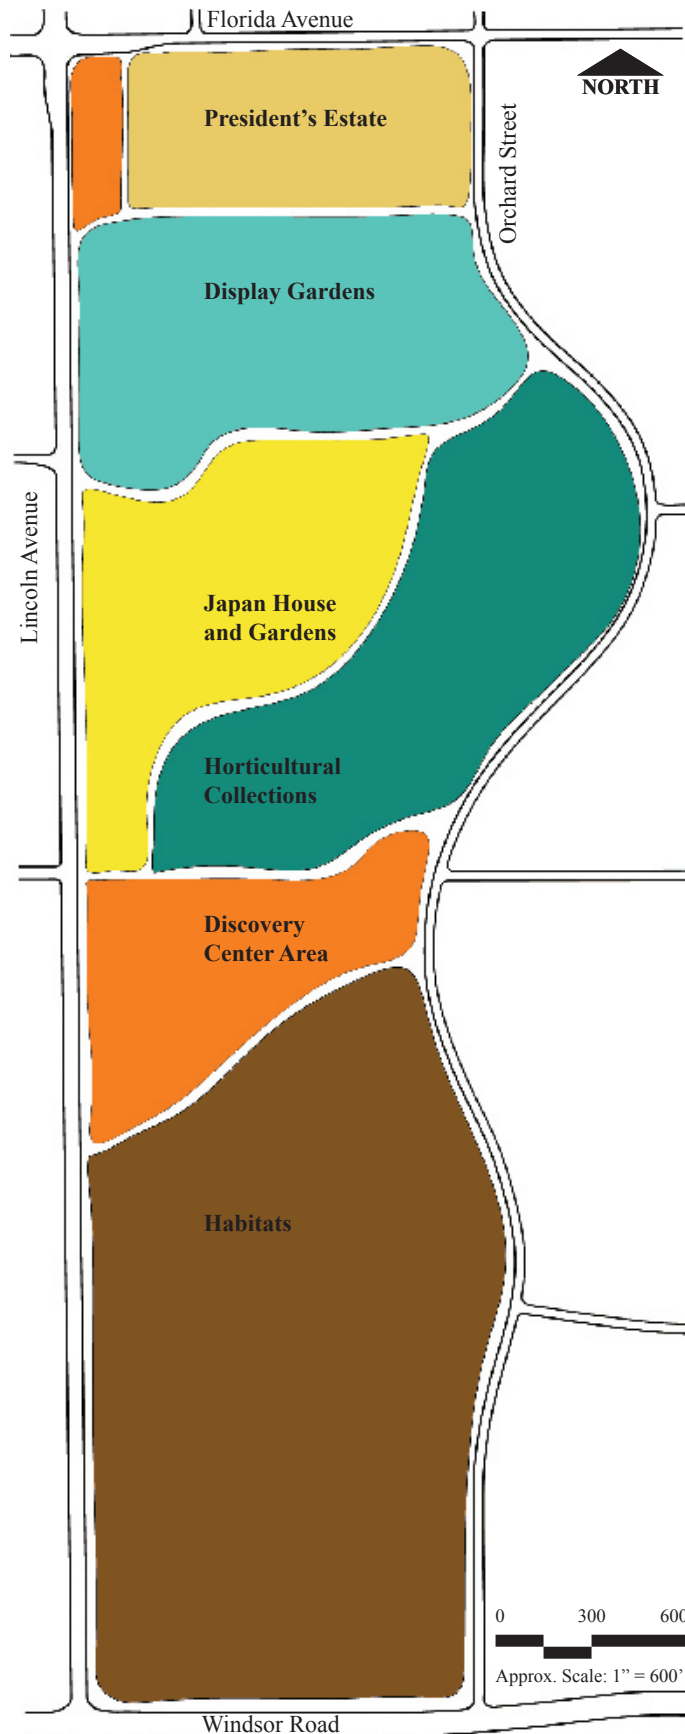 Florida Avenue
NORTH
President’s Estate
Orchard Street
Display Gardens
Lincoln Avenue
Japan House
and Gardens
Horticultural
Collections
Discovery
Center Area
Habitats
0 300 600
Approx. Scale: 1” = 600’
Windsor Road